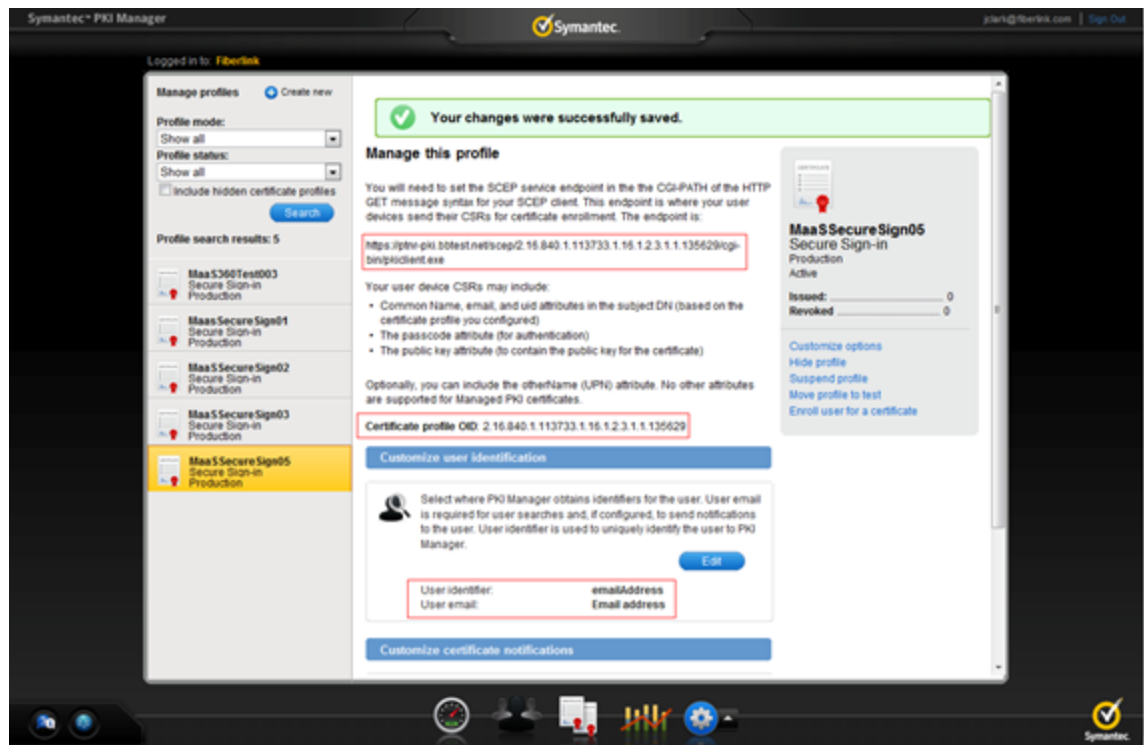 Symantec™ PKI Manager
Symantec.
jclark@fiberlink.com | Sign Out
Logged in to: Fiberlink
Manage profiles
Create new
Profile mode:
Show all
Profile status:
Show all
Include hidden certificate profiles
Search
Profile search results: 5
MaaS360Test003
Secure Sign-in
Production
MaasSecureSign01
Secure Sign-in
Production
MaaSSecureSign02
Secure Sign-in
Production
MaaSSecureSign03
Secure Sign-in
Production
MaaSSecureSign05
Secure Sign-in
Production
Your changes were successfully saved.
Manage this profile
You will need to set the SCEP service endpoint in the the CGI-PATH of the HTTP
GET message syntax for your SCEP client. This endpoint is where your user
devices send their CSRs for certificate enrollment. The endpoint is:
https://ptnr-pki.bbtest.net/scep/2.16.840.1.113733.1.16.1.2.3.1.1.135629/cgi-
bin/pkiclient.exe
Your user device CSRs may include:
• Common Name, email, and uid attributes in the subject DN (based on the
certificate profile you configured)
• The passcode attribute (for authentication)
• The public key attribute (to contain the public key for the certificate)
Optionally, you can include the otherName (UPN) attribute. No other attributes
are supported for Managed PKI certificates.
Certificate profile OID: 2.16.840.1.113733.1.16.1.2.3.1.1.135629
Customize user identification
Select where PKI Manager obtains identifiers for the user. User email
is required for user searches and, if configured, to send notifications
to the user. User identifier is used to uniquely identify the user to PKI
Manager.
Edit
User identifier: emailAddress
User email: Email address
Customize certificate notifications
CERTIFICATE
MaaSSecureSign05
Secure Sign-in
Production
Active
Issued: 0
Revoked 0
Customize options
Hide profile
Suspend profile
Move profile to test
Enroll user for a certificate
Symantec.